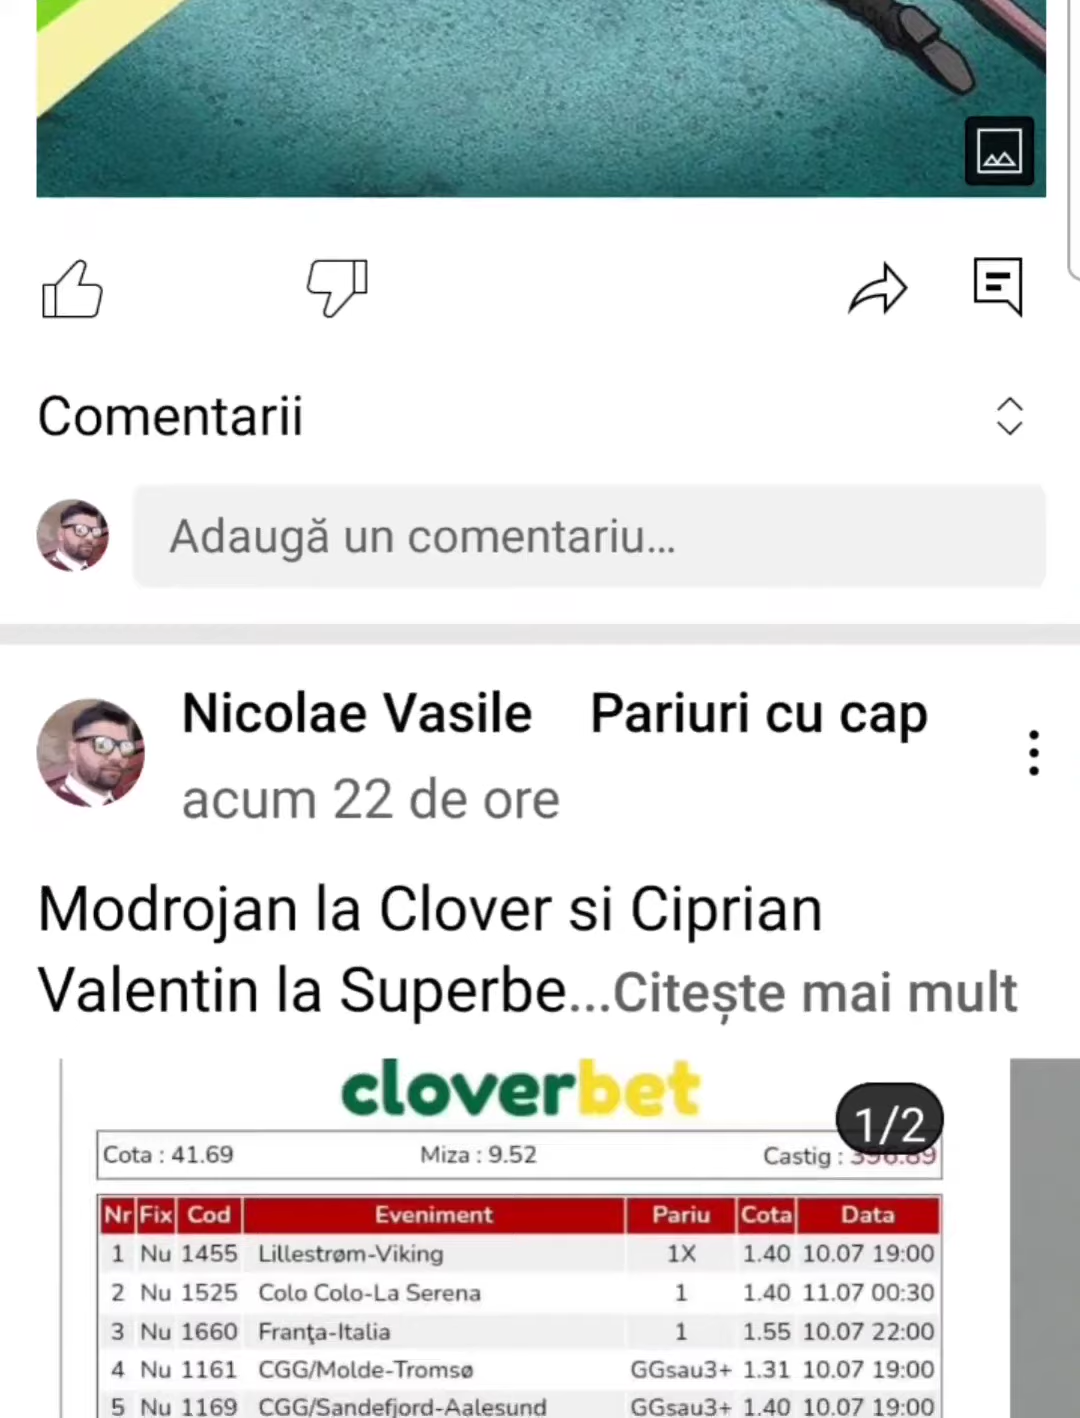 Comentarii
Adaugă un comentariu...
Nicolae Vasile Pariuri cu cap
acum 22 de ore
Modrojan la Clover si Ciprian
Valentin la Superbe...Citește mai mult
cloverbet
1/2
Cota : 41.69 Miza : 9.52 Castig : 396.89
Nr Fix Cod Eveniment Pariu Cota Data
1 Nu 1455 Lillestrøm-Viking 1X 1.40 10.07 19:00
2 Nu 1525 Colo Colo-La Serena 1 1.40 11.07 00:30
3 Nu 1660 Franţa-Italia 1 1.55 10.07 22:00
4 Nu 1161 CGG/Molde-Tromsø GGsau3+ 1.31 10.07 19:00
5 Nu 1169 CGG/Sandefjord-Aalesund GGsau3+ 1.40 10.07 19:00